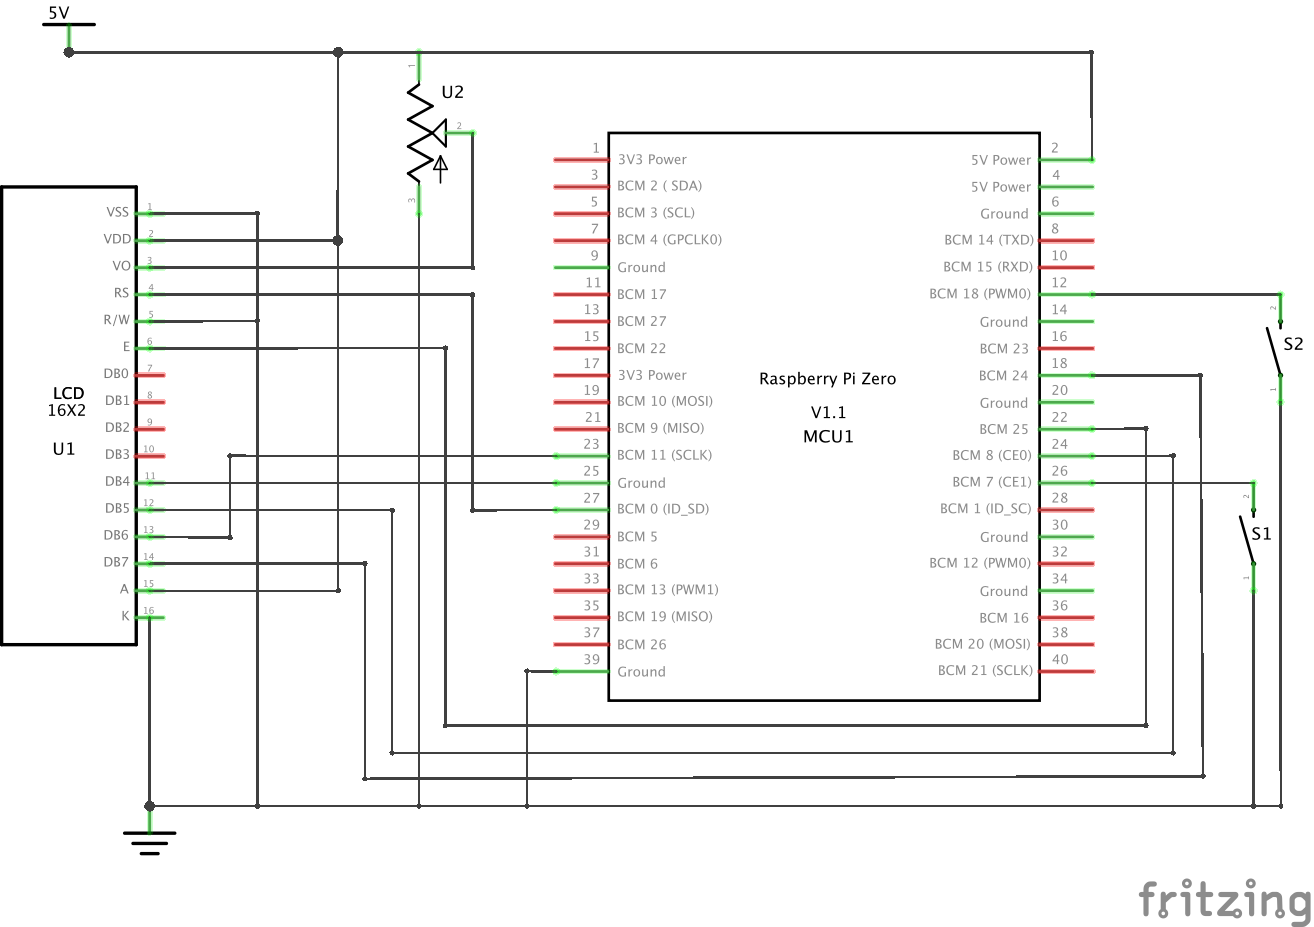 5V
U2
1
2
3
VSS 1
VDD 2
VO 3
RS 4
R/W 5
E 6
DB0 7
DB1 8
DB2 9
DB3 10
DB4 11
DB5 12
DB6 13
DB7 14
A 15
K 16
LCD
16X2
U1
1 3V3 Power
3 BCM 2 ( SDA)
5 BCM 3 (SCL)
7 BCM 4 (GPCLK0)
9 Ground
11 BCM 17
13 BCM 27
15 BCM 22
17 3V3 Power
19 BCM 10 (MOSI)
21 BCM 9 (MISO)
23 BCM 11 (SCLK)
25 Ground
27 BCM 0 (ID_SD)
29 BCM 5
31 BCM 6
33 BCM 13 (PWM1)
35 BCM 19 (MISO)
37 BCM 26
39 Ground
Raspberry Pi Zero
V1.1
MCU1
5V Power 2
5V Power 4
Ground 6
BCM 14 (TXD) 8
BCM 15 (RXD) 10
BCM 18 (PWM0) 12
Ground 14
BCM 23 16
BCM 24 18
Ground 20
BCM 25 22
BCM 8 (CE0) 24
BCM 7 (CE1) 26
BCM 1 (ID_SC) 28
Ground 30
BCM 12 (PWM0) 32
Ground 34
BCM 16 36
BCM 20 (MOSI) 38
BCM 21 (SCLK) 40
2
S2
1
2
S1
1
fritzing